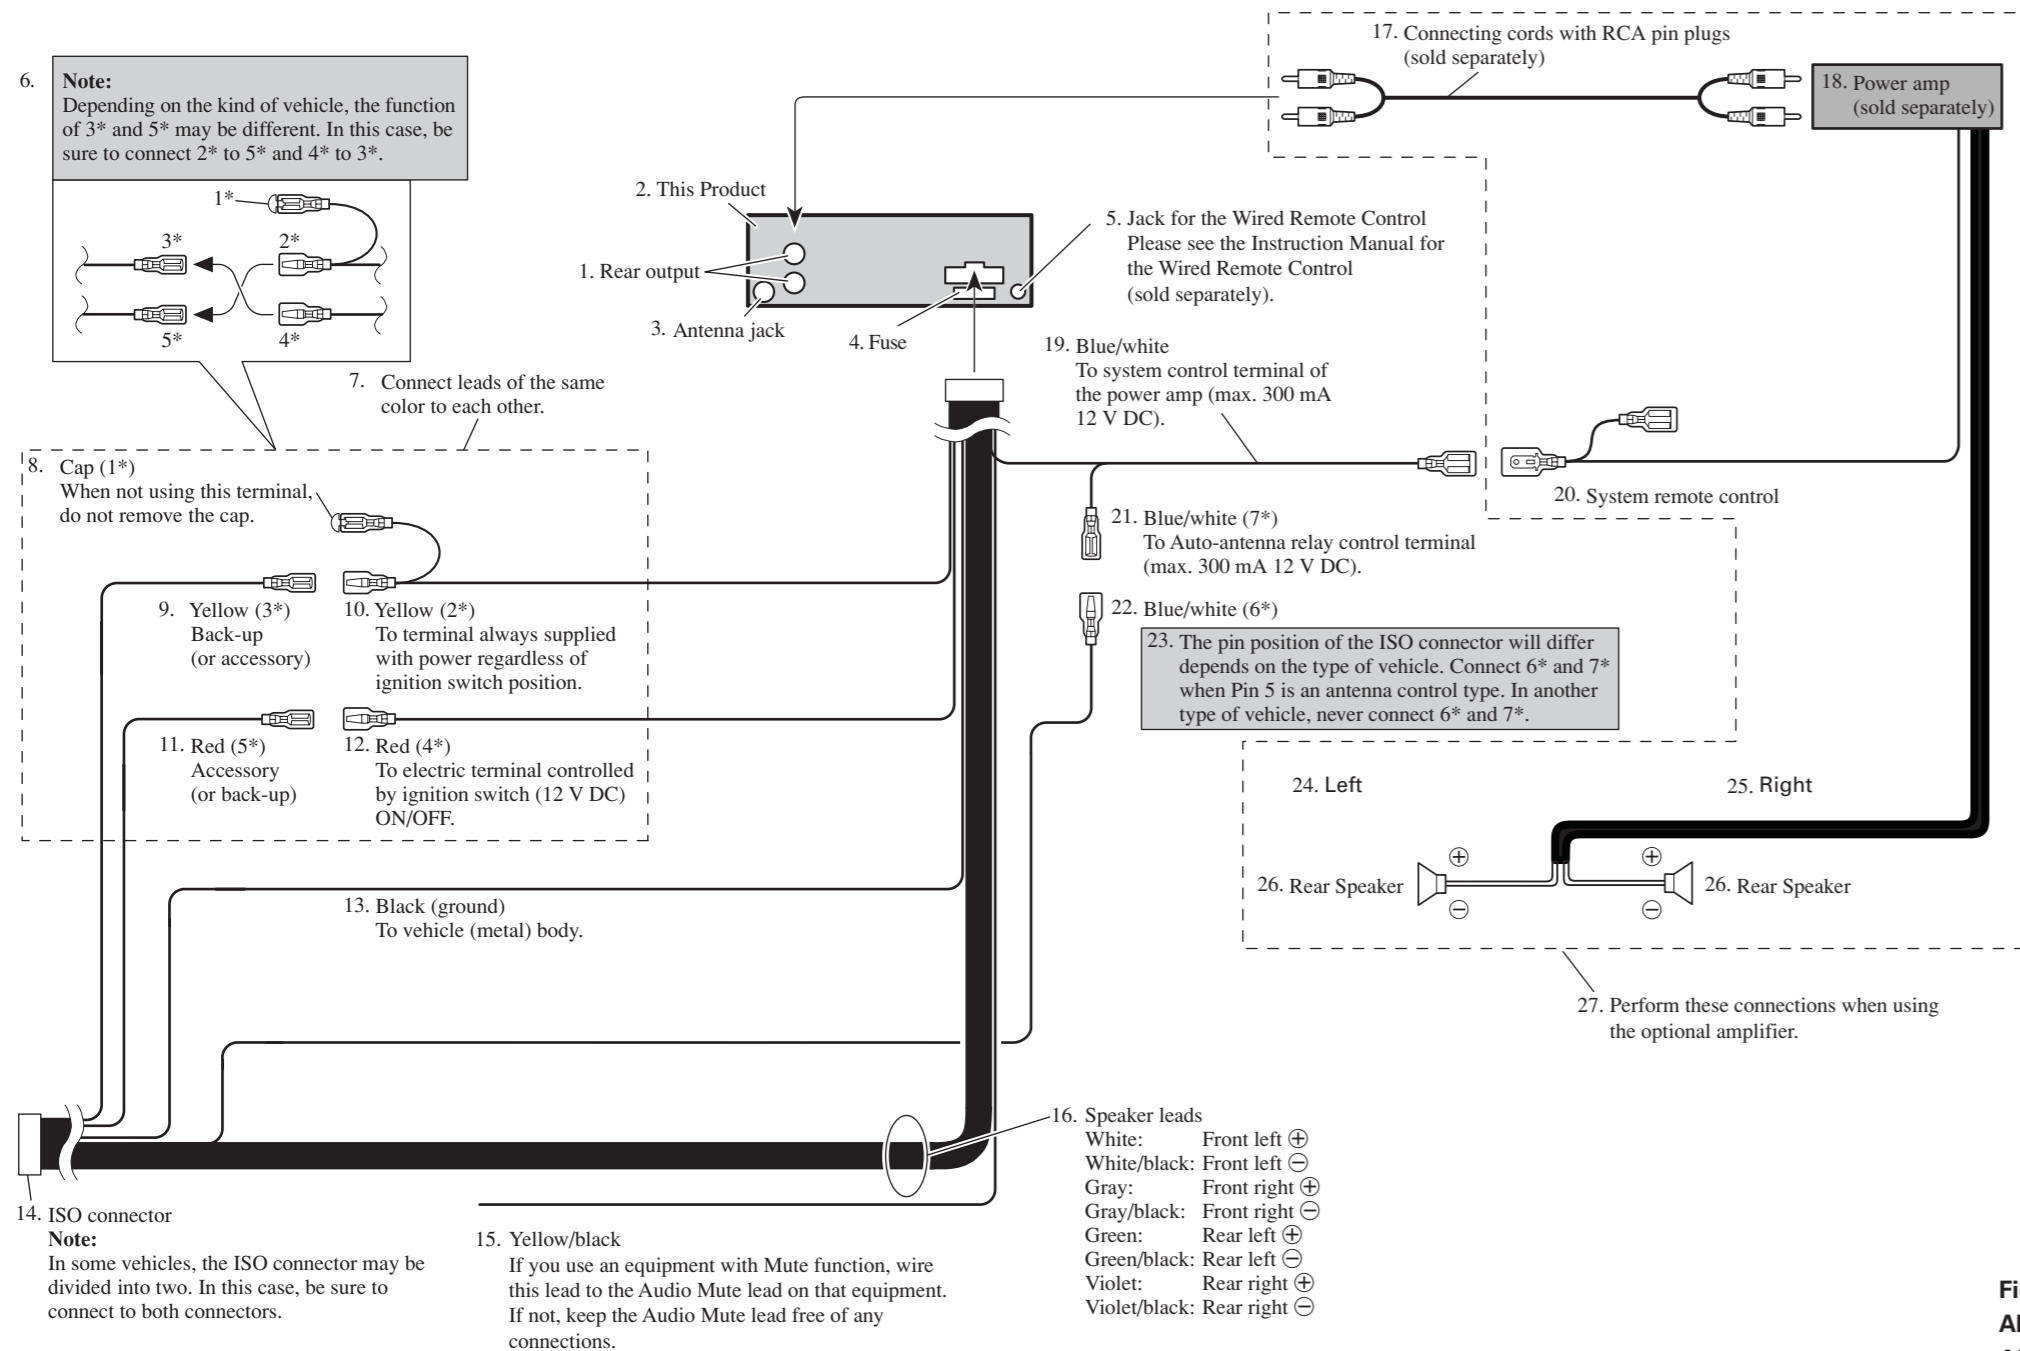 6. Note:
Depending on the kind of vehicle, the function
of 3* and 5* may be different. In this case, be
sure to connect 2* to 5* and 4* to 3*.
1*
3* 2*
5* 4*
7. Connect leads of the same
color to each other.
8. Cap (1*)
When not using this terminal,
do not remove the cap.
9. Yellow (3*)
Back-up
(or accessory)
10. Yellow (2*)
To terminal always supplied
with power regardless of
ignition switch position.
11. Red (5*)
Accessory
(or back-up)
12. Red (4*)
To electric terminal controlled
by ignition switch (12 V DC)
ON/OFF.
13. Black (ground)
To vehicle (metal) body.
14. ISO connector
Note:
In some vehicles, the ISO connector may be
divided into two. In this case, be sure to
connect to both connectors.
15. Yellow/black
If you use an equipment with Mute function, wire
this lead to the Audio Mute lead on that equipment.
If not, keep the Audio Mute lead free of any
connections.
2. This Product
1. Rear output
3. Antenna jack
4. Fuse
5. Jack for the Wired Remote Control
Please see the Instruction Manual for
the Wired Remote Control
(sold separately).
17. Connecting cords with RCA pin plugs
(sold separately)
18. Power amp
(sold separately)
19. Blue/white
To system control terminal of
the power amp (max. 300 mA
12 V DC).
20. System remote control
21. Blue/white (7*)
To Auto-antenna relay control terminal
(max. 300 mA 12 V DC).
22. Blue/white (6*)
23. The pin position of the ISO connector will differ
depends on the type of vehicle. Connect 6* and 7*
when Pin 5 is an antenna control type. In another
type of vehicle, never connect 6* and 7*.
24. Left
25. Right
⊕ ⊕
26. Rear Speaker 26. Rear Speaker
⊖ ⊖
27. Perform these connections when using
the optional amplifier.
16. Speaker leads
White: Front left ⊕
White/black: Front left ⊖
Gray: Front right ⊕
Gray/black: Front right ⊖
Green: Rear left ⊕
Green/black: Rear left ⊖
Violet: Rear right ⊕
Violet/black: Rear right ⊖